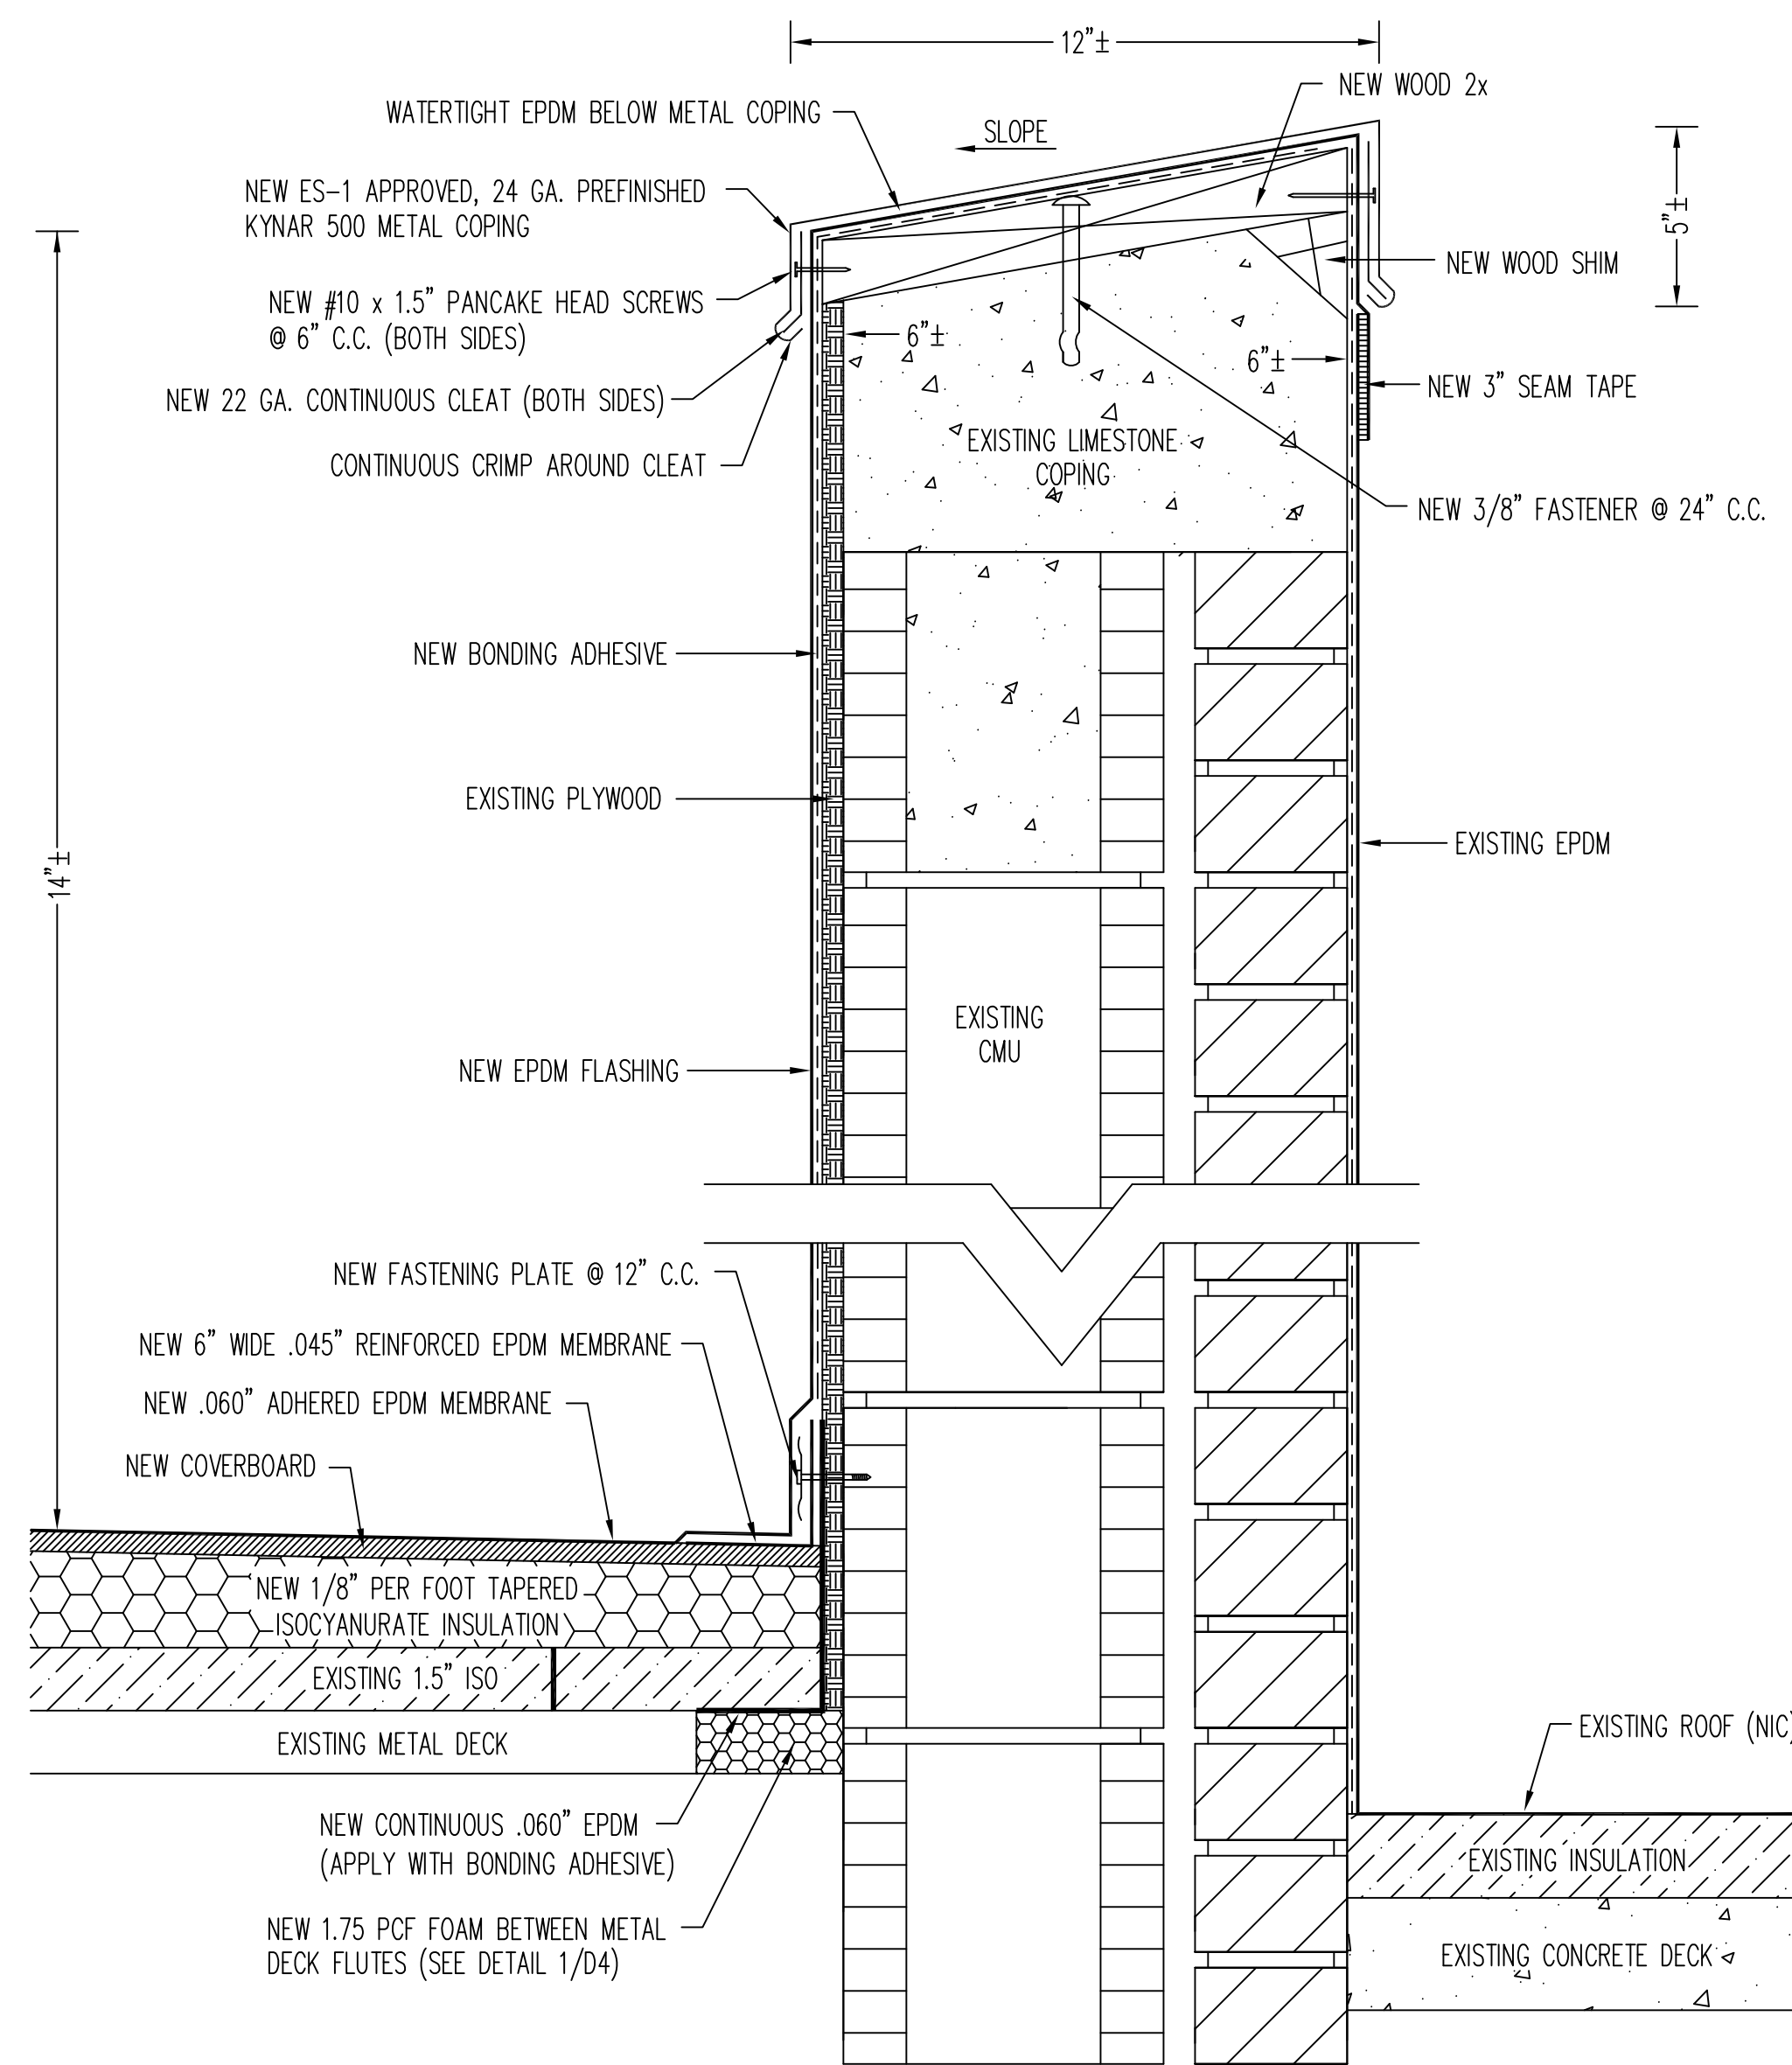 12"±
NEW WOOD 2x
WATERTIGHT EPDM BELOW METAL COPING
SLOPE
NEW ES-1 APPROVED, 24 GA. PREFINISHED
KYNAR 500 METAL COPING
5"±
NEW WOOD SHIM
NEW #10 x 1.5" PANCAKE HEAD SCREWS
@ 6" C.C. (BOTH SIDES)
6"±
6"±
NEW 22 GA. CONTINUOUS CLEAT (BOTH SIDES)
NEW 3" SEAM TAPE
CONTINUOUS CRIMP AROUND CLEAT
EXISTING LIMESTONE
COPING
NEW 3/8" FASTENER @ 24" C.C.
NEW BONDING ADHESIVE
EXISTING PLYWOOD
EXISTING EPDM
14"±
EXISTING
CMU
NEW EPDM FLASHING
NEW FASTENING PLATE @ 12" C.C.
NEW 6" WIDE .045" REINFORCED EPDM MEMBRANE
NEW .060" ADHERED EPDM MEMBRANE
NEW COVERBOARD
NEW 1/8" PER FOOT TAPERED
ISOCYANURATE INSULATION
EXISTING 1.5" ISO
EXISTING METAL DECK
EXISTING ROOF (NIC)
NEW CONTINUOUS .060" EPDM
(APPLY WITH BONDING ADHESIVE)
EXISTING INSULATION
NEW 1.75 PCF FOAM BETWEEN METAL
DECK FLUTES (SEE DETAIL 1/D4)
EXISTING CONCRETE DECK